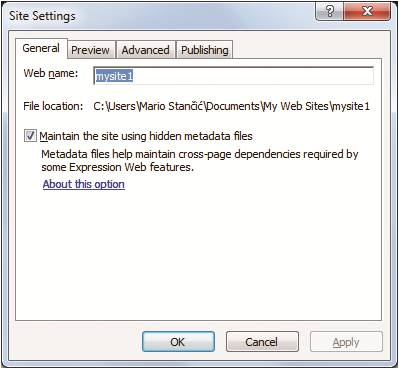 Site Settings
General Preview Advanced Publishing
Web name: mysite1
File location: C:\Users\Mario Stančić\Documents\My Web Sites\mysite1
Maintain the site using hidden metadata files
Metadata files help maintain cross-page dependencies required by
some Expression Web features.
About this option
OK Cancel Apply